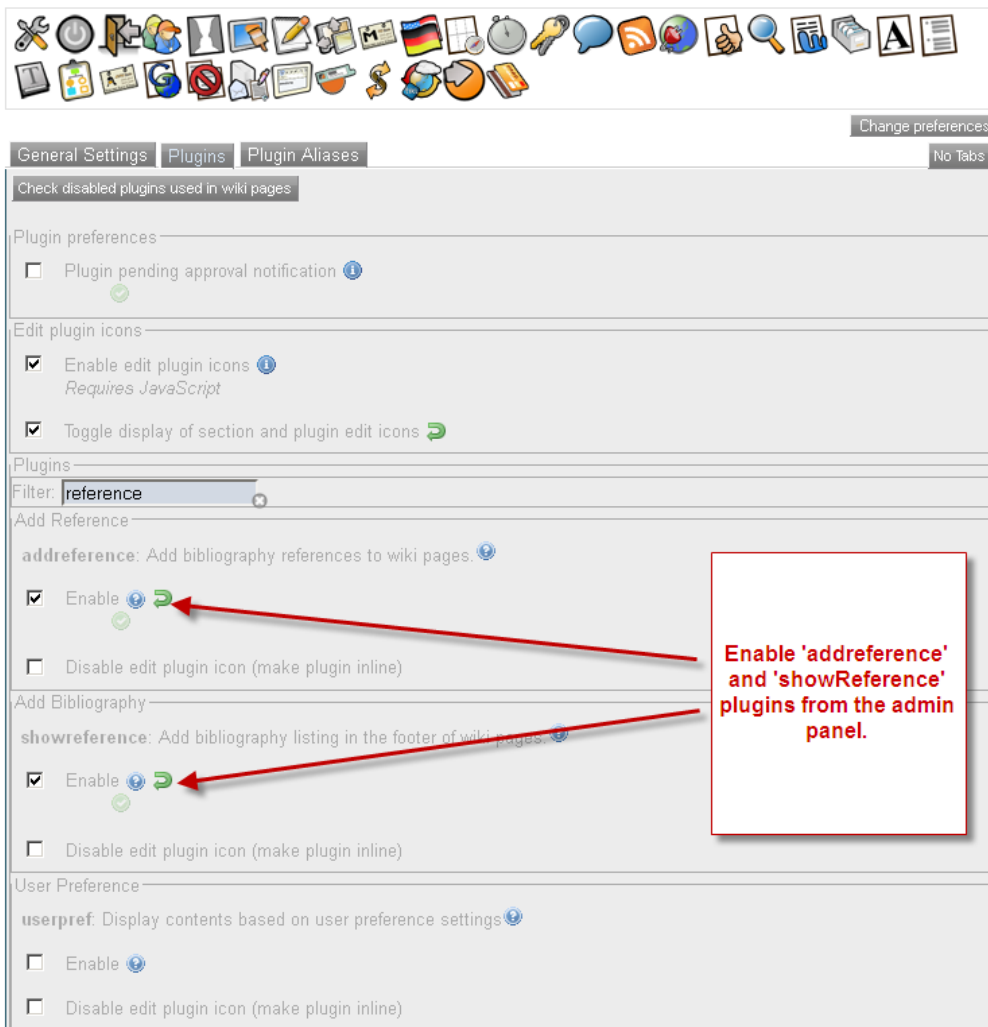 Change preferences
General Settings Plugins Plugin Aliases
No Tabs
Check disabled plugins used in wiki pages
Plugin preferences
Plugin pending approval notification
Edit plugin icons
Enable edit plugin icons
Requires JavaScript
Toggle display of section and plugin edit icons
Plugins
Filter: reference
Add Reference
addreference: Add bibliography references to wiki pages.
Enable
Disable edit plugin icon (make plugin inline)
Add Bibliography
showreference: Add bibliography listing in the footer of wiki pages.
Enable
Disable edit plugin icon (make plugin inline)
User Preference
userpref: Display contents based on user preference settings
Enable
Disable edit plugin icon (make plugin inline)
Enable 'addreference'
and 'showReference'
plugins from the admin
panel.